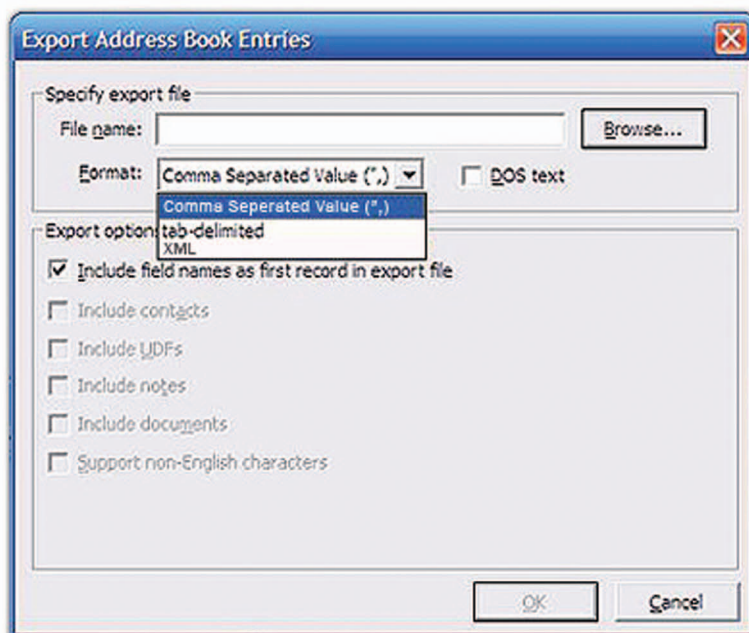 Export Address Book Entries
Specify export file
File name:
Browse...
Format: Comma Separated Value (",) DOS text
Comma Seperated Value (",)
tab-delimited
XML
Export option
Include field names as first record in export file
Include contacts
Include UDFs
Include notes
Include documents
Support non-English characters
OK Cancel